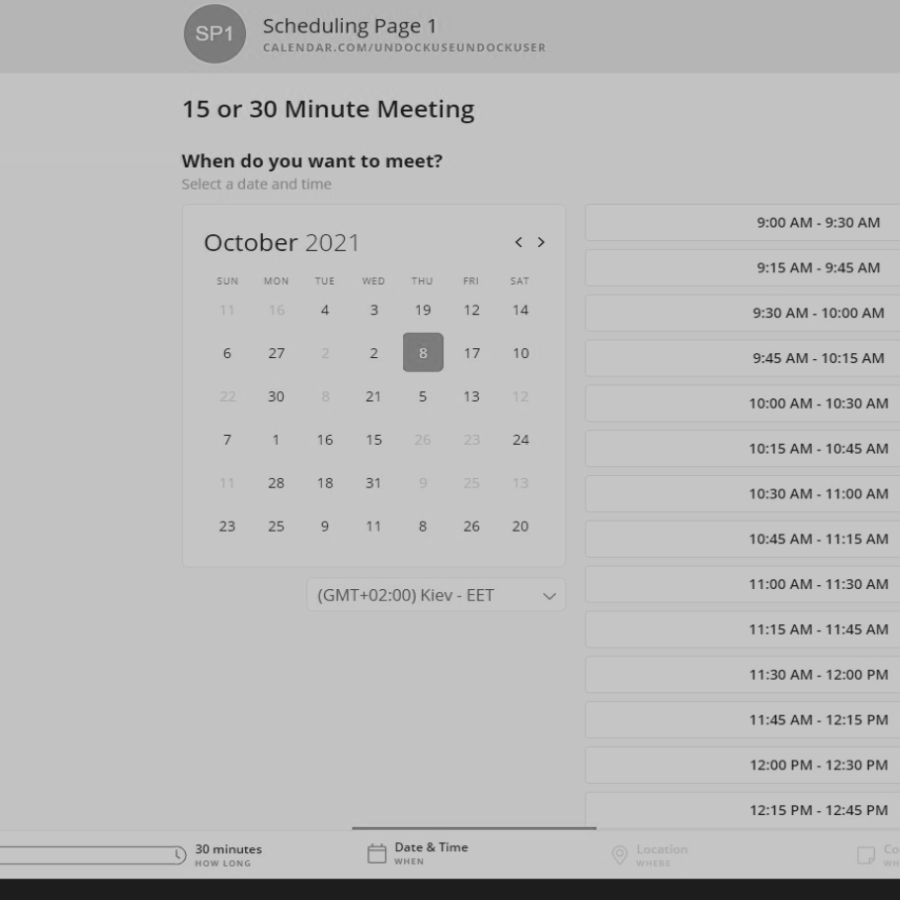 SP1
Scheduling Page 1
CALENDAR.COM/UNDOCKUSEUNDOCKUSER
15 or 30 Minute Meeting
When do you want to meet?
Select a date and time
October 2021
< >
SUN MON TUE WED THU FRI SAT
11 16 4 3 19 12 14
6 27 2 2 8 17 10
22 30 8 21 5 13 12
7 1 16 15 26 23 24
11 28 18 31 9 25 13
23 25 9 11 8 26 20
(GMT+02:00) Kiev - EET
9:00 AM - 9:30 AM
9:15 AM - 9:45 AM
9:30 AM - 10:00 AM
9:45 AM - 10:15 AM
10:00 AM - 10:30 AM
10:15 AM - 10:45 AM
10:30 AM - 11:00 AM
10:45 AM - 11:15 AM
11:00 AM - 11:30 AM
11:15 AM - 11:45 AM
11:30 AM - 12:00 PM
11:45 AM - 12:15 PM
12:00 PM - 12:30 PM
12:15 PM - 12:45 PM
30 minutes
HOW LONG
Date & Time
WHEN
Location
WHERE